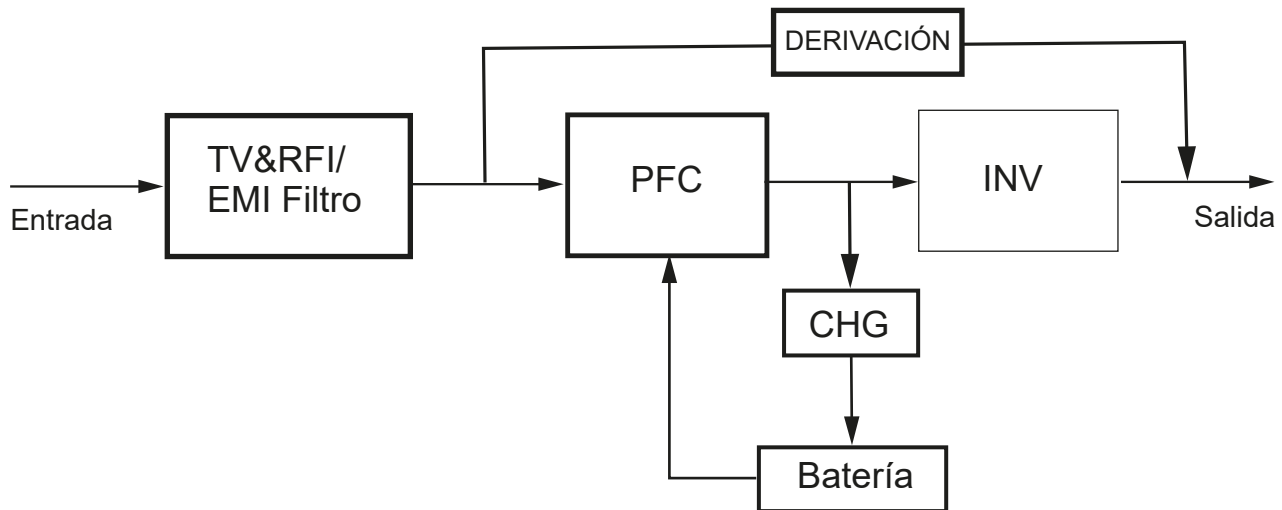 DERIVACIÓN
TV&RFI/
EMI Filtro
PFC
INV
Entrada
Salida
CHG
Batería